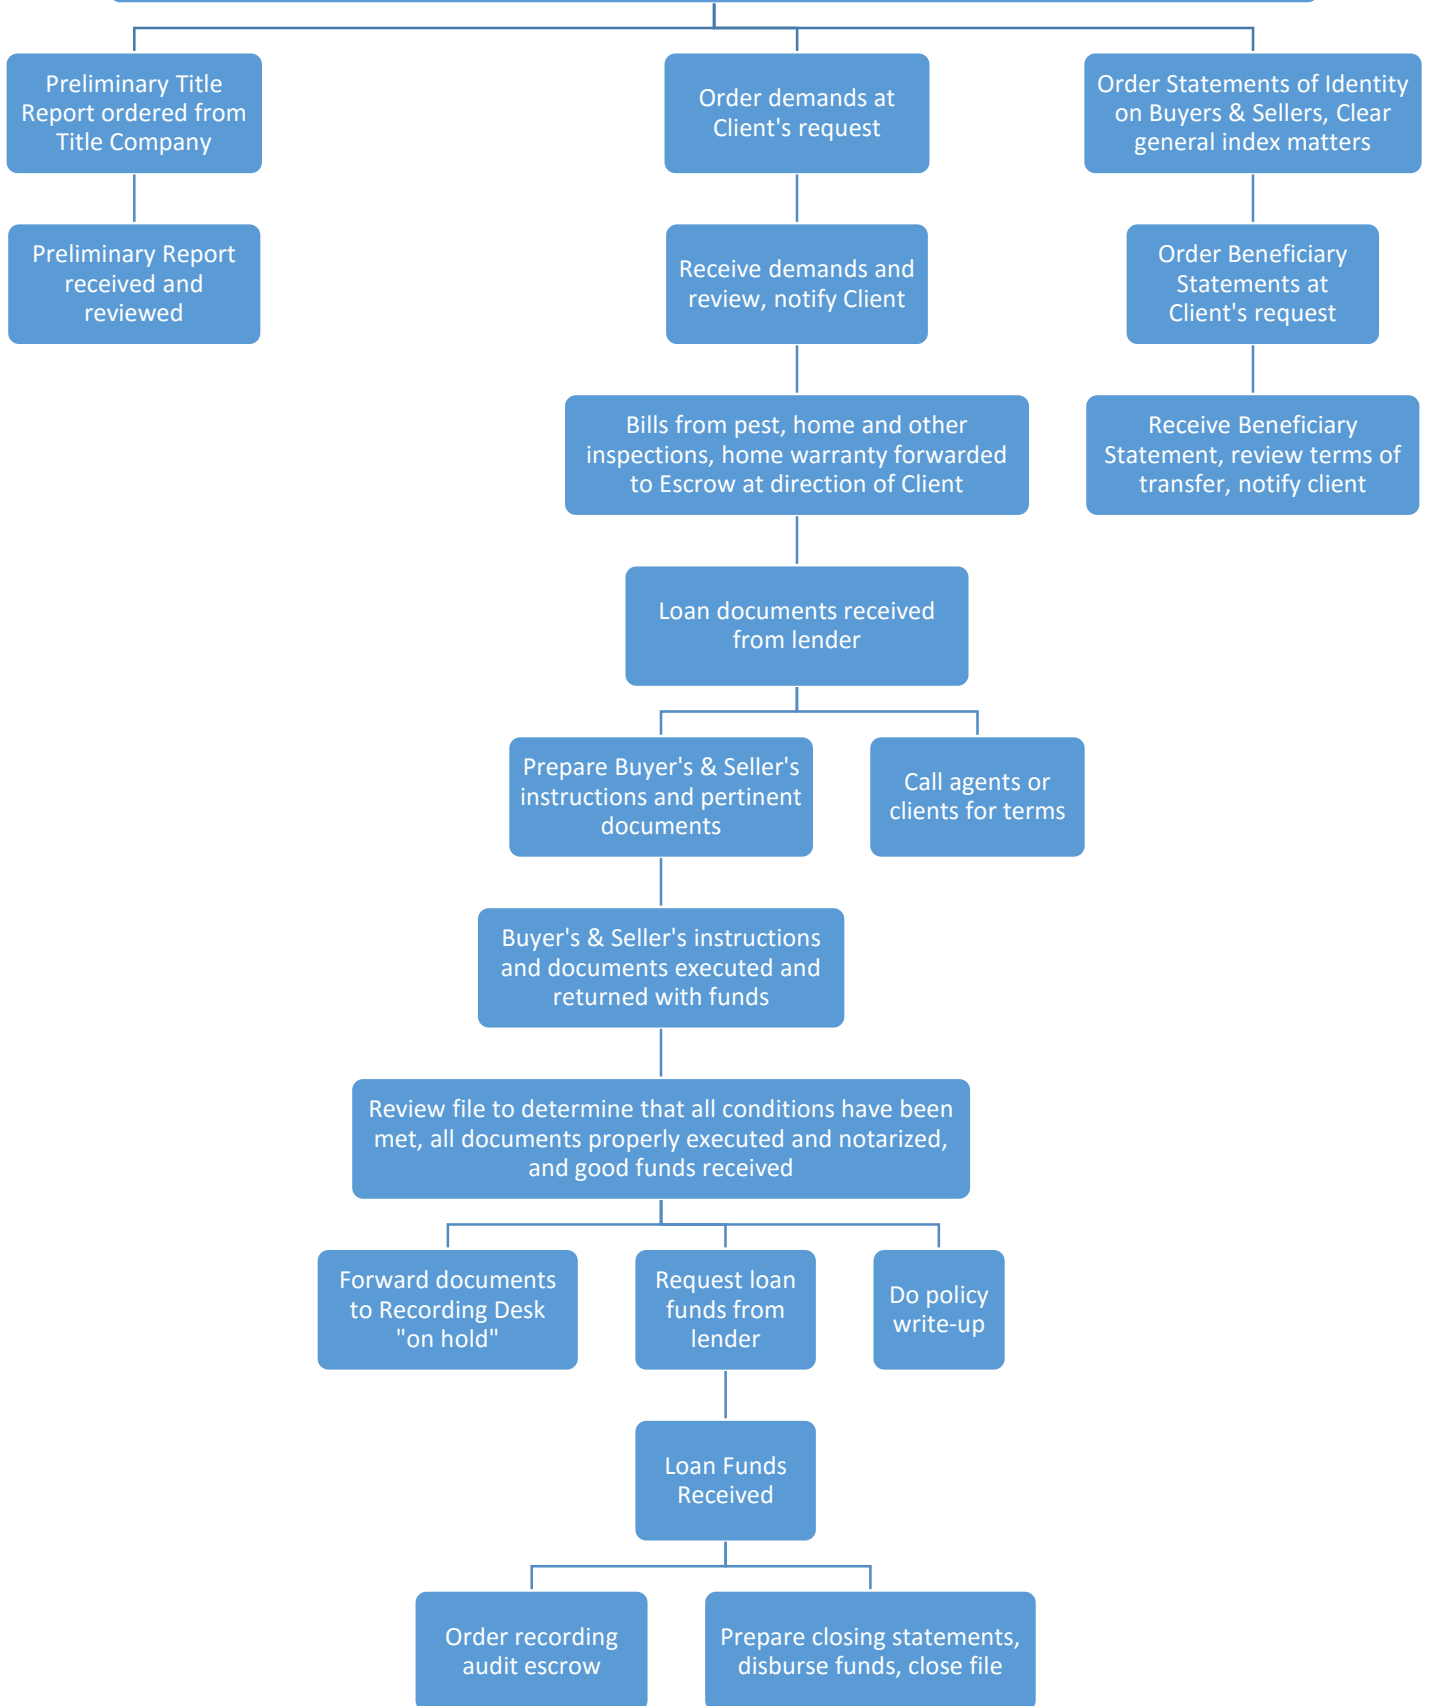 Preliminary Title
Report ordered from
Title Company
Order demands at
Client's request
Order Statements of Identity
on Buyers & Sellers, Clear
general index matters
Preliminary Report
received and
reviewed
Receive demands and
review, notify Client
Order Beneficiary
Statements at
Client's request
Bills from pest, home and other
inspections, home warranty forwarded
to Escrow at direction of Client
Receive Beneficiary
Statement, review terms of
transfer, notify client
Loan documents received
from lender
Prepare Buyer's & Seller's
instructions and pertinent
documents
Call agents or
clients for terms
Buyer's & Seller's instructions
and documents executed and
returned with funds
Review file to determine that all conditions have been
met, all documents properly executed and notarized,
and good funds received
Forward documents
to Recording Desk
"on hold"
Request loan
funds from
lender
Do policy
write-up
Loan Funds
Received
Order recording
audit escrow
Prepare closing statements,
disburse funds, close file